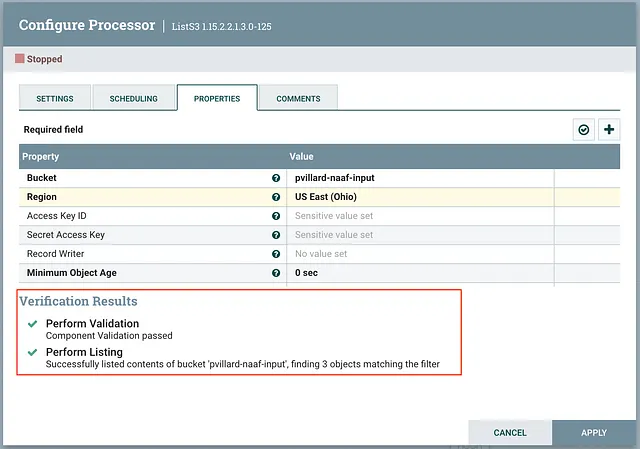 Configure Processor | ListS3 1.15.2.2.1.3.0-125
Stopped
SETTINGS SCHEDULING PROPERTIES COMMENTS
Required field
Property Value
Bucket pvillard-naaf-input
Region US East (Ohio)
Access Key ID Sensitive value set
Secret Access Key Sensitive value set
Record Writer No value set
Minimum Object Age 0 sec
Verification Results
Perform Validation
Component Validation passed
Perform Listing
Successfully listed contents of bucket 'pvillard-naaf-input', finding 3 objects matching the filter
CANCEL APPLY